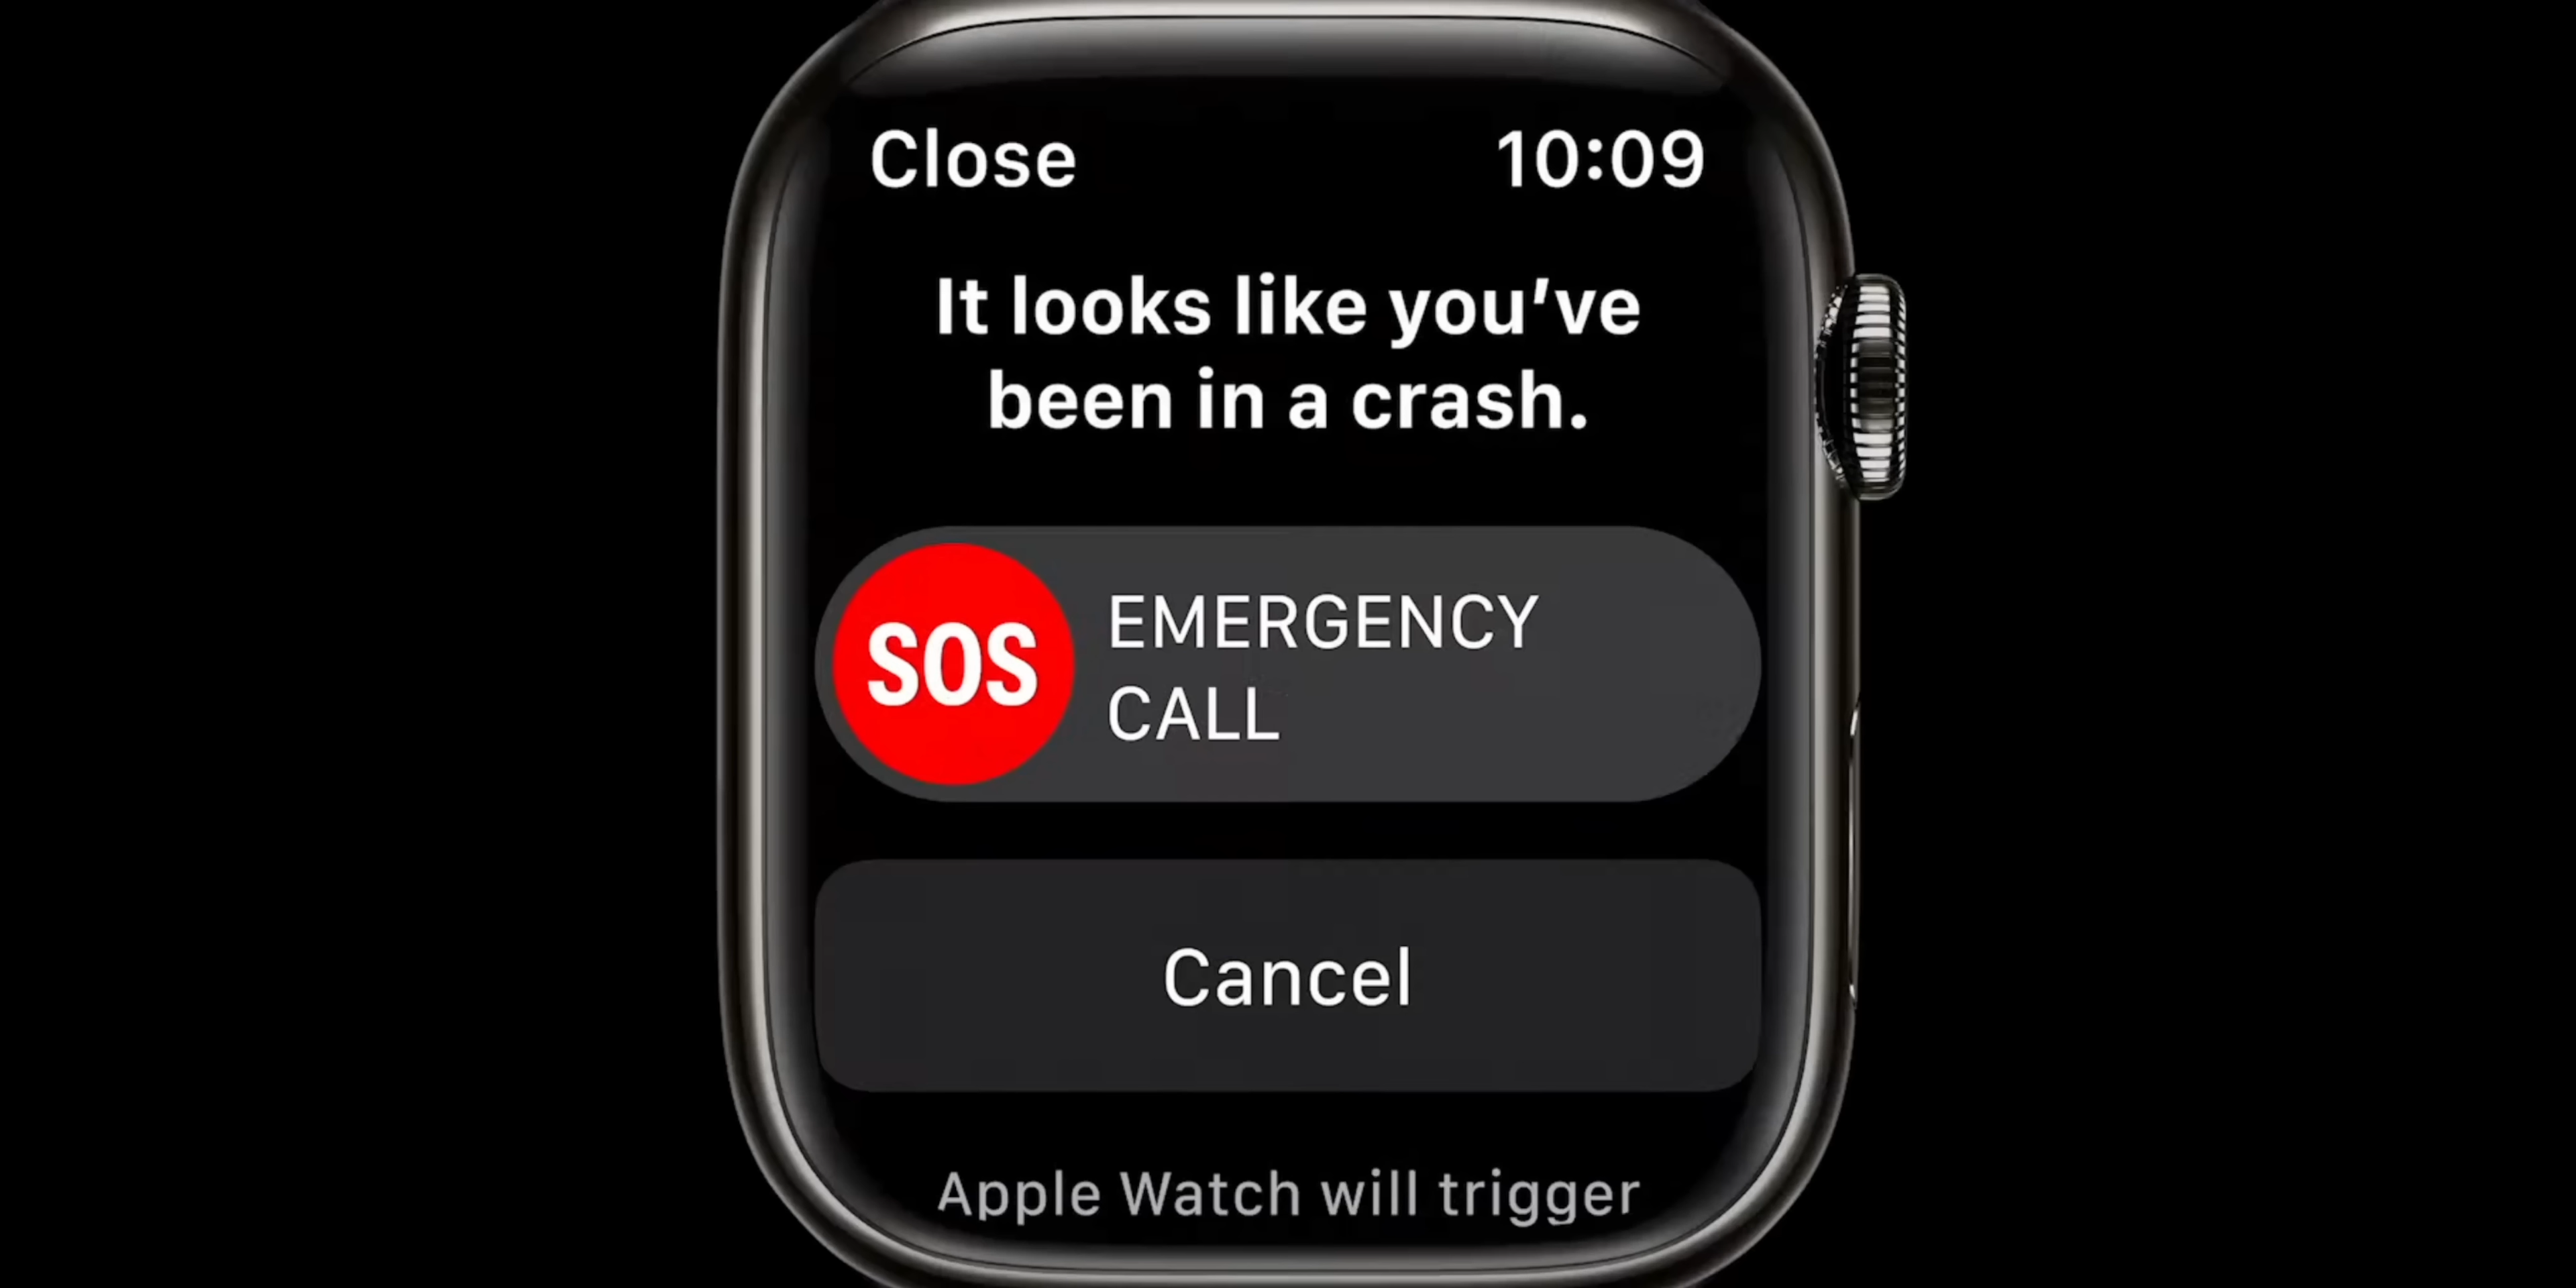 Close
10:09
It looks like you've
been in a crash.
SOS
EMERGENCY
CALL
Cancel
Apple Watch will trigger